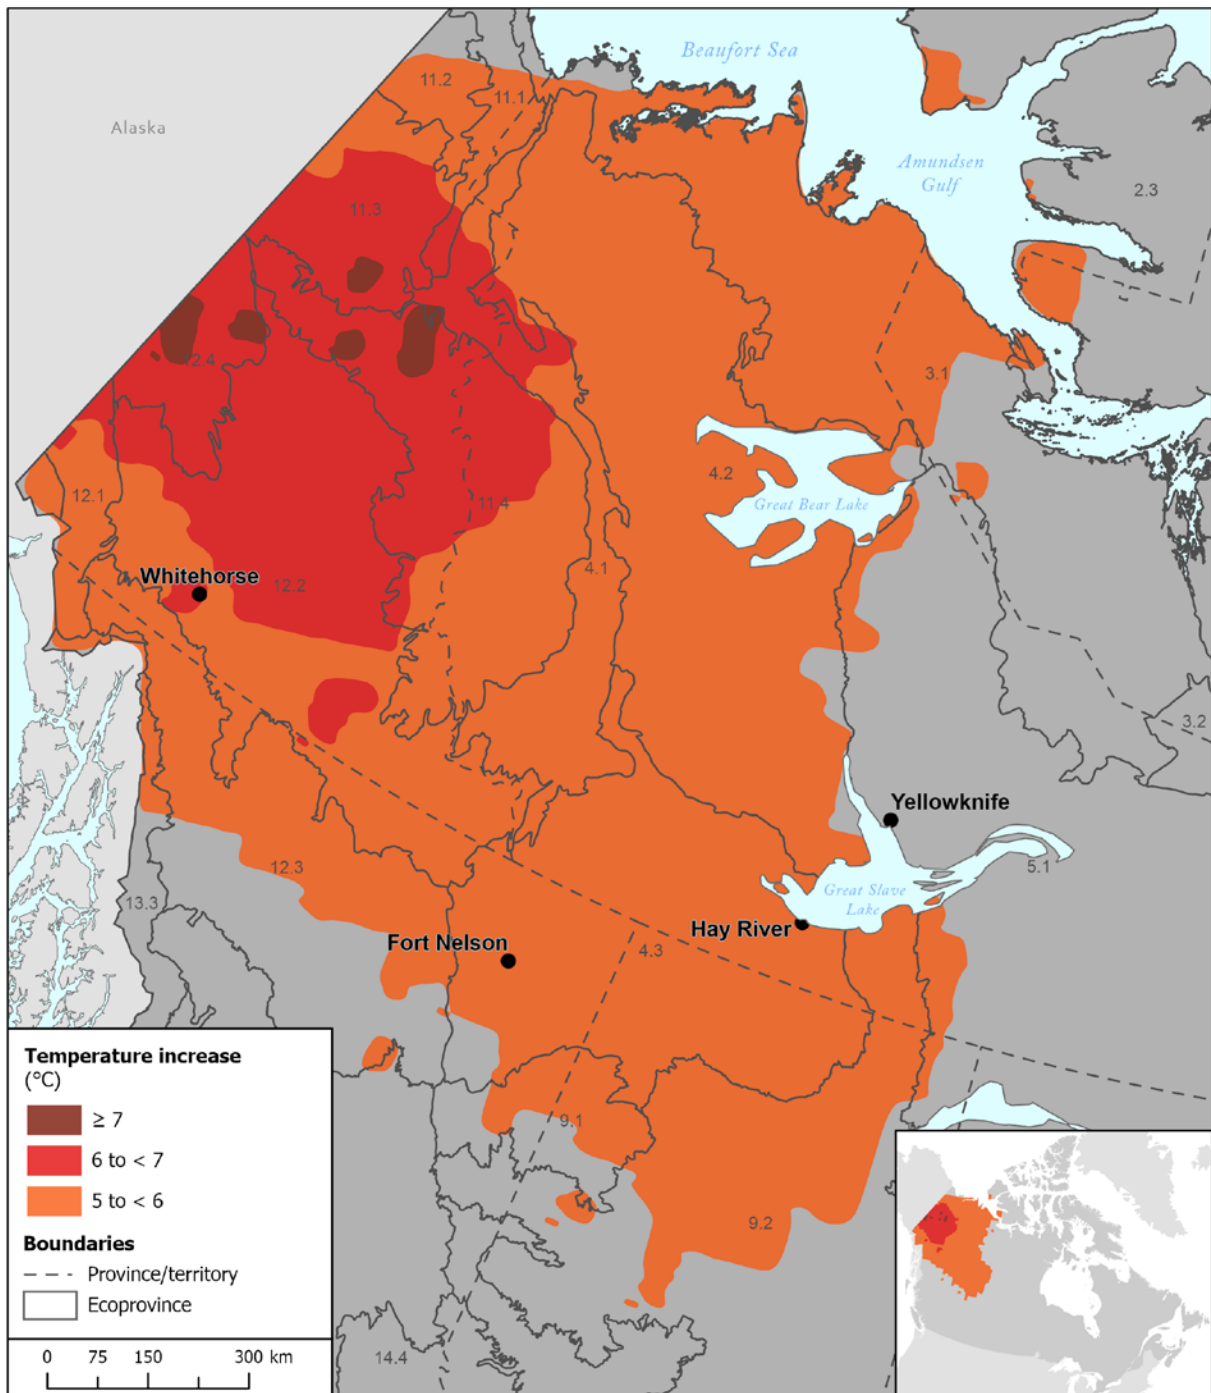 Beaufort Sea
11.2
11.1
Alaska
Amundsen
Gulf
2.3
11.3
12.4
3.1
4.2
12.1
11.4
Great Bear Lake
4.1
Whitehorse
12.2
3.2
Yellowknife
12.3
5.1
13.3
Great Slave
Lake
Hay River
Fort Nelson
4.3
9.1
9.2
14.4
Temperature increase
(°C)
≥ 7
6 to < 7
5 to < 6
Boundaries
Province/territory
Ecoprovince
0 75 150 300 km